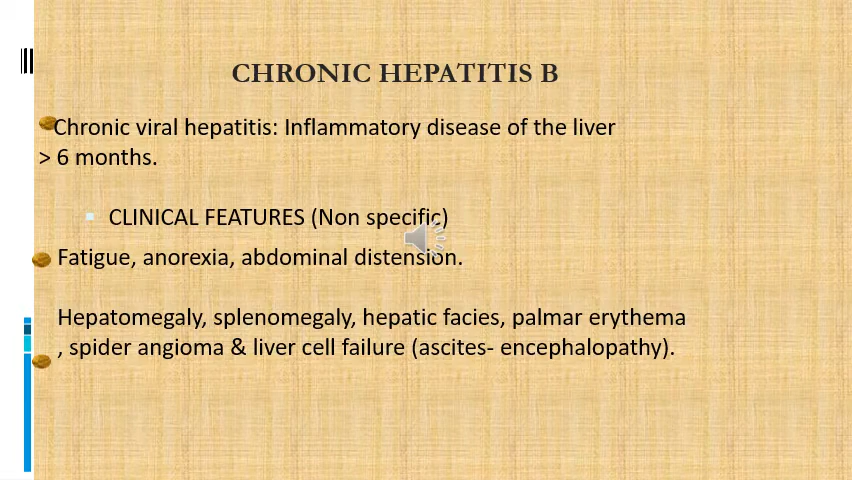 CHRONIC HEPATITIS B
Chronic viral hepatitis: Inflammatory disease of the liver
> 6 months.
CLINICAL FEATURES (Non specific)
Fatigue, anorexia, abdominal distension.
Hepatomegaly, splenomegaly, hepatic facies, palmar erythema
, spider angioma & liver cell failure (ascites- encephalopathy).